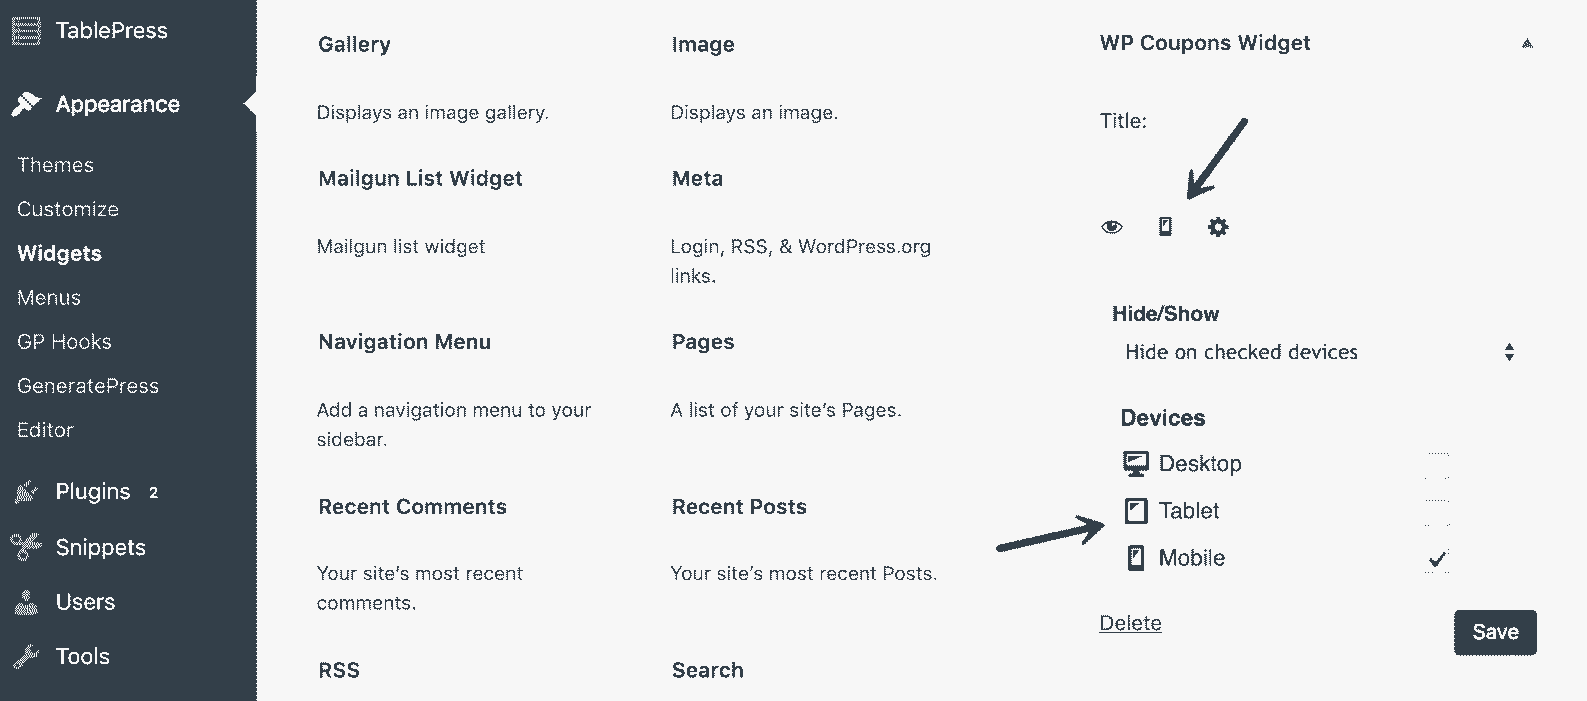 TablePress
Appearance
Themes
Customize
Widgets
Menus
GP Hooks
GeneratePress
Editor
Plugins 2
Snippets
Users
Tools
Gallery
Displays an image gallery.
Mailgun List Widget
Mailgun list widget
Navigation Menu
Add a navigation menu to your
sidebar.
Recent Comments
Your site's most recent
comments.
RSS
Image
Displays an image.
Meta
Login, RSS, & WordPress.org
links.
Pages
A list of your site's Pages.
Recent Posts
Your site's most recent Posts.
Search
WP Coupons Widget
Title:
Hide/Show
Hide on checked devices
Devices
Desktop
Tablet
Mobile
Delete
Save